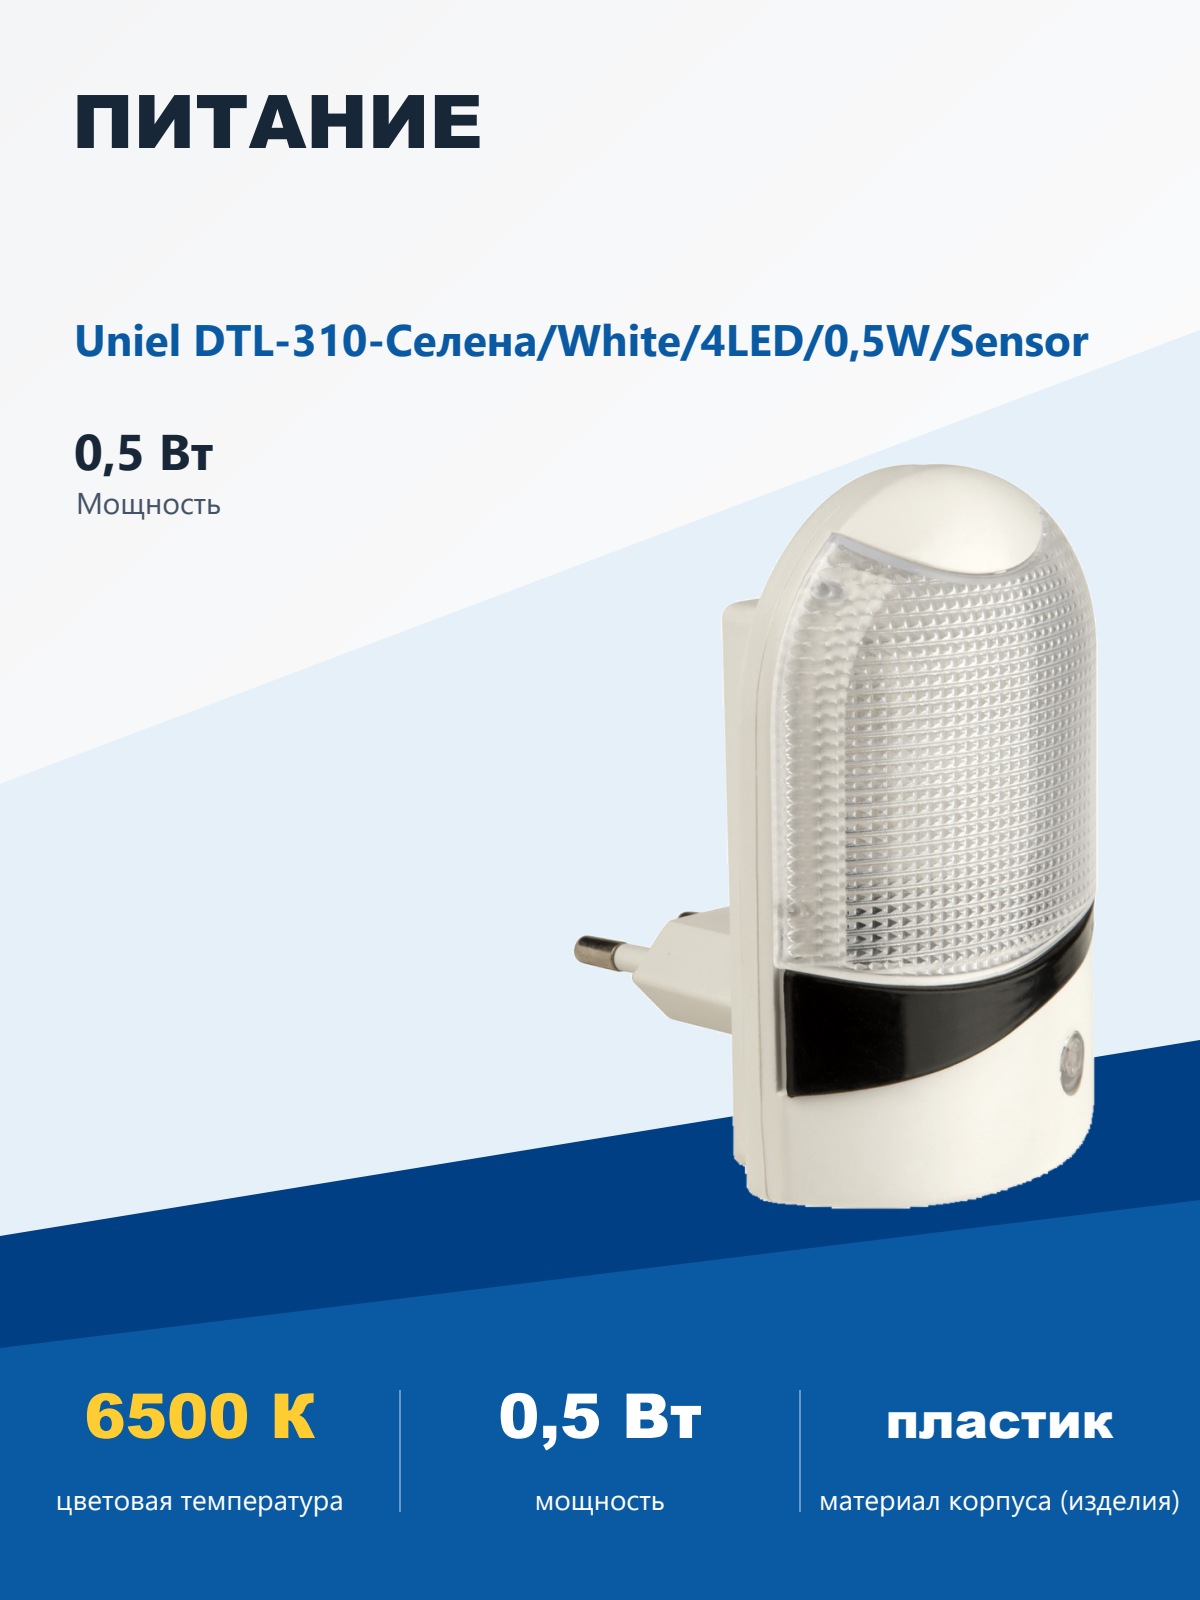 ПИТАНИЕ
Uniel DTL-310-Селена/White/4LED/0,5W/Sensor
0,5 Вт
Мощность
6500 К
цветовая температура
0,5 Вт
мощность
пластик
материал корпуса (изделия)